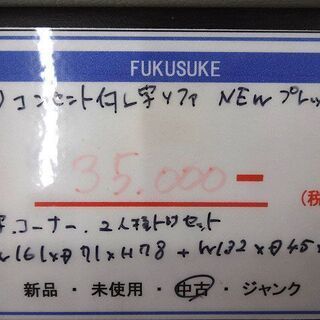 FUKUSUKE
)コンセント付L字ソファ NEWプレッ
35.000-
(税
字.コーナー.2人掛けセット
W161×D71×H78 + W132×D45×
新品・未使用・中古・ジャンク